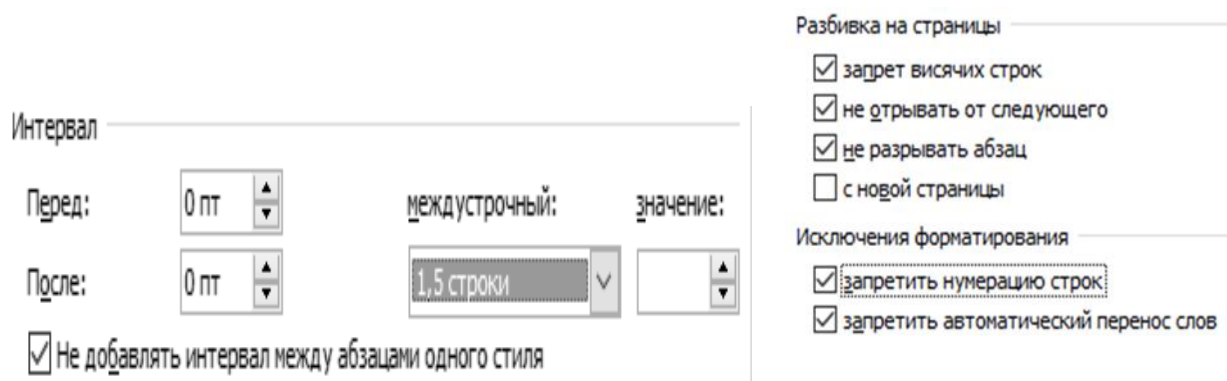 Интервал
Перед: 0 пт междустрочный: значение:
После: 0 пт 1,5 строки
Не добавлять интервал между абзацами одного стиля
Разбивка на страницы
запрет висячих строк
не отрывать от следующего
не разрывать абзац
с новой страницы
Исключения форматирования
запретить нумерацию строк
запретить автоматический перенос слов